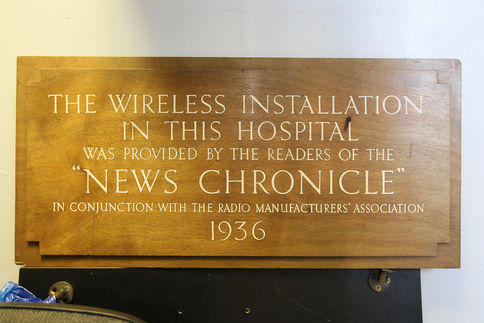 THE WIRELESS INSTALLATION
IN THIS HOSPITAL
WAS PROVIDED BY THE READERS OF THE
"NEWS CHRONICLE"
IN CONJUNCTION WITH THE RADIO MANUFACTURERS' ASSOCIATION
1936